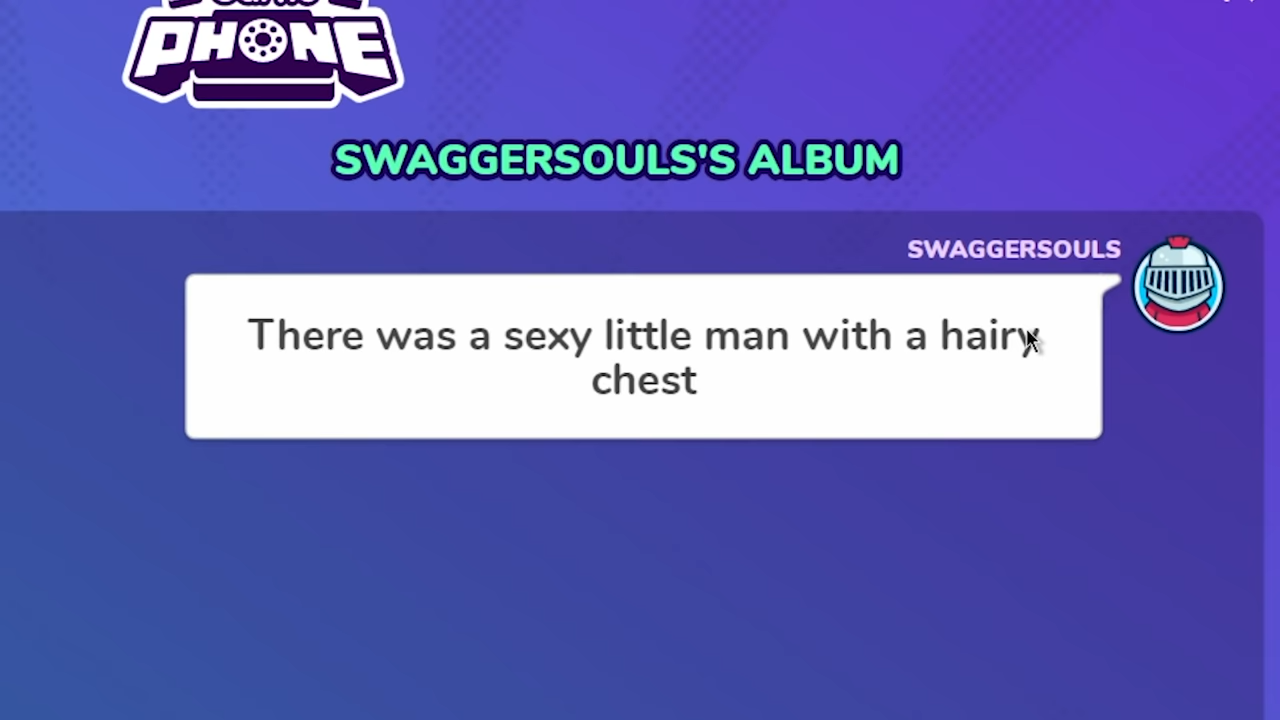 PHONE
SWAGGERSOULS'S ALBUM
SWAGGERSOULS
There was a sexy little man with a hairy
chest